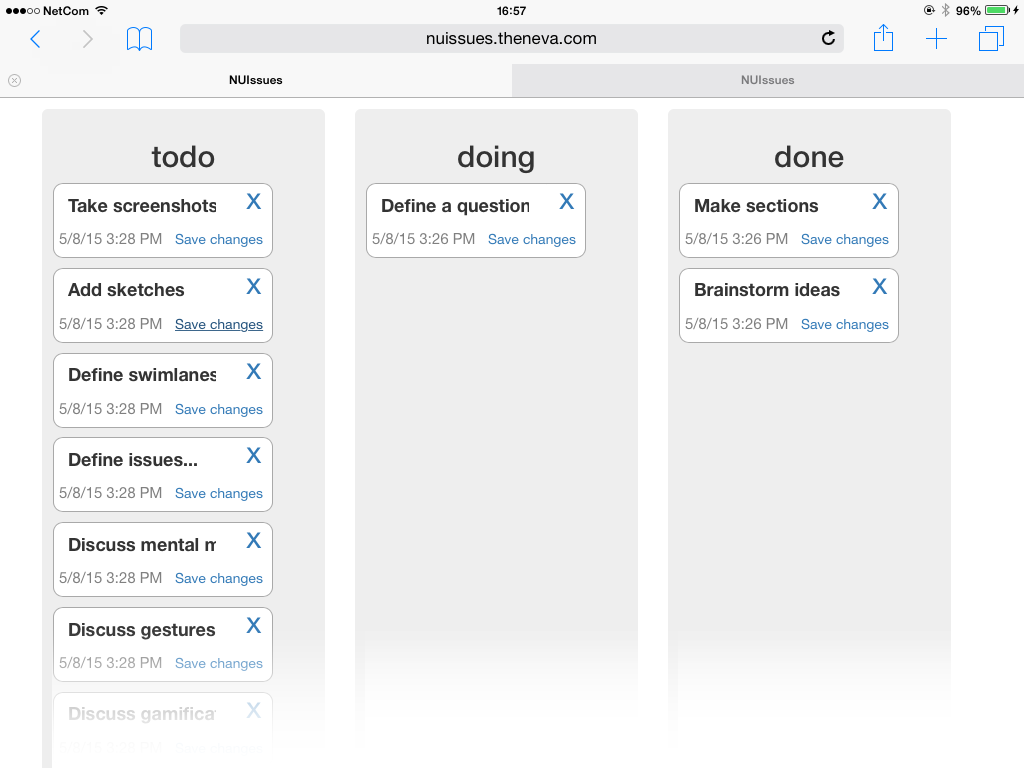 NetCom 16:57 96%
nuissues.theneva.com
NUIssues NUIssues
todo
Take screenshots X
5/8/15 3:28 PM Save changes
Add sketches X
5/8/15 3:28 PM Save changes
Define swimlanes X
5/8/15 3:28 PM Save changes
Define issues... X
5/8/15 3:28 PM Save changes
Discuss mental m X
5/8/15 3:28 PM Save changes
Discuss gestures X
5/8/15 3:28 PM Save changes
Discuss gamifica X
Save changes
doing
Define a question X
5/8/15 3:26 PM Save changes
done
Make sections X
5/8/15 3:26 PM Save changes
Brainstorm ideas X
5/8/15 3:26 PM Save changes